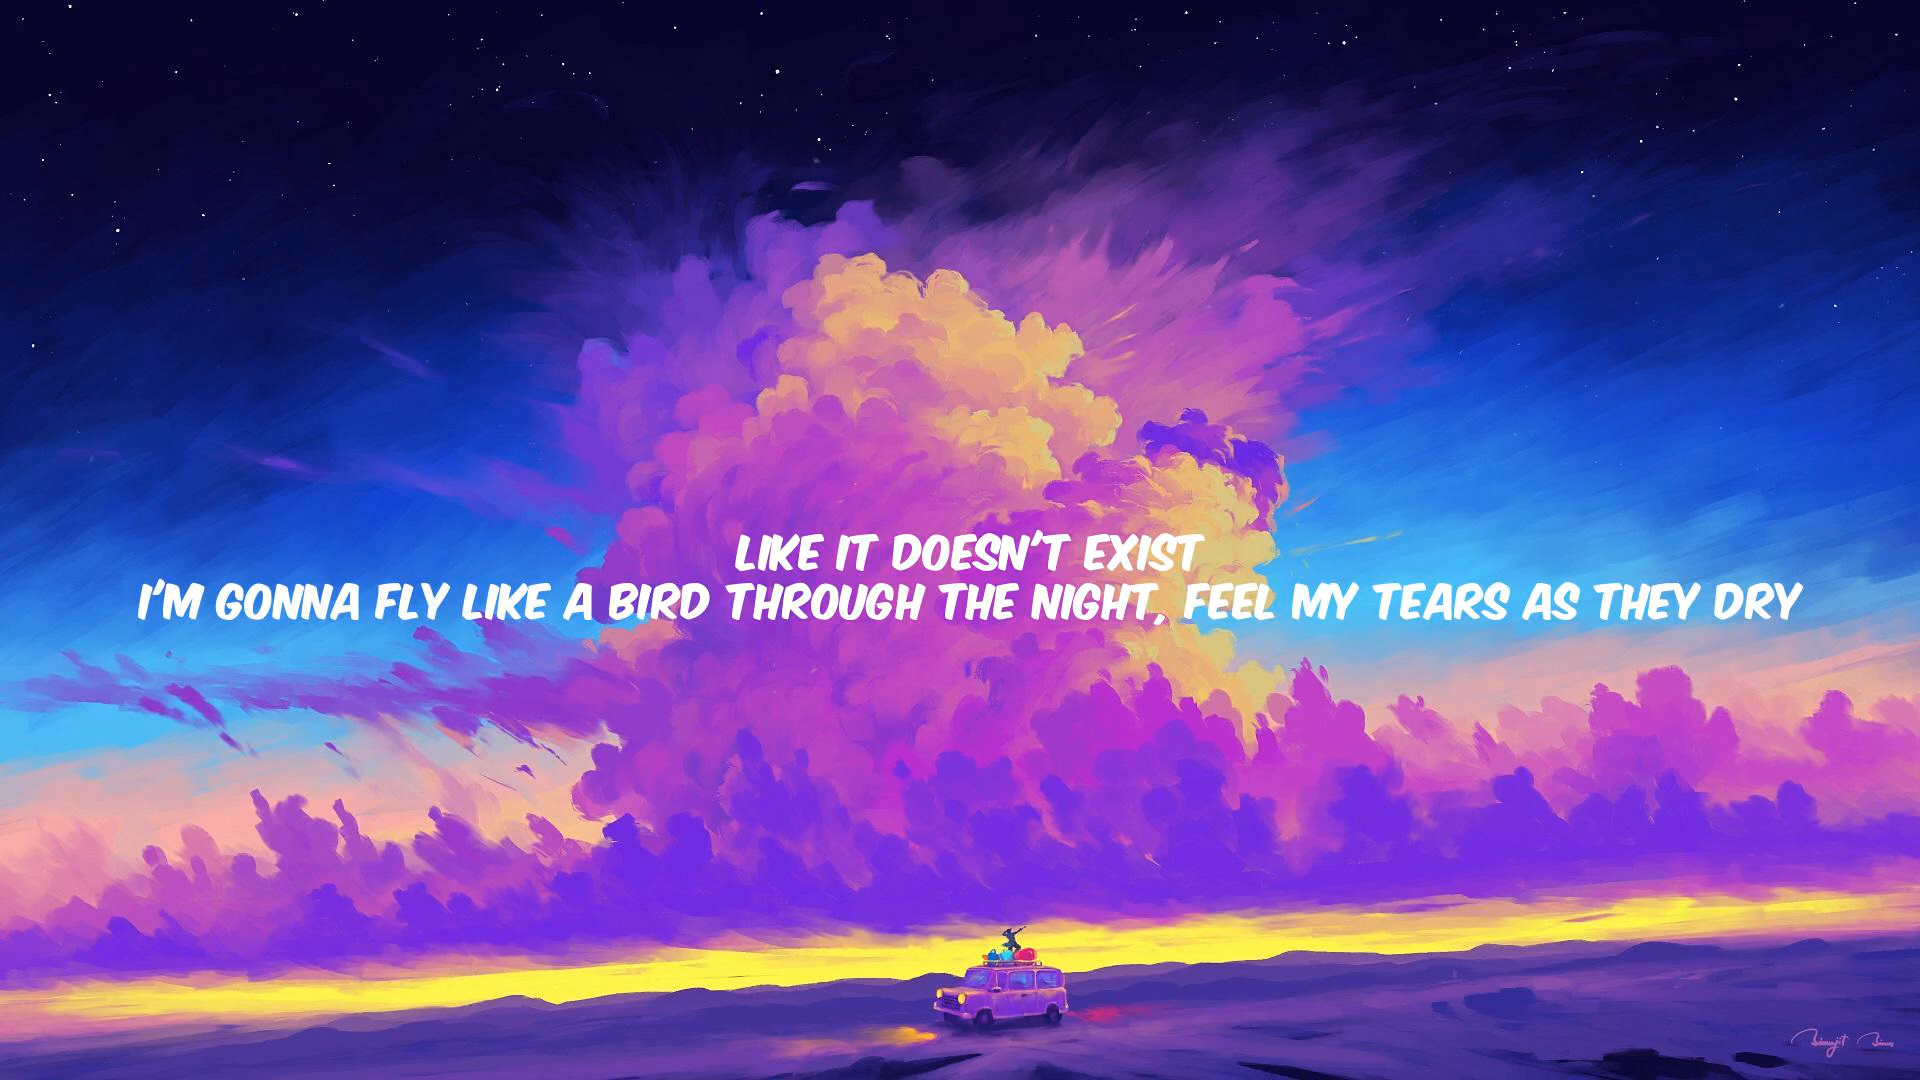 LIKE IT DOESN'T EXIST
I'M GONNA FLY LIKE A BIRD THROUGH THE NIGHT, FEEL MY TEARS AS THEY DRY